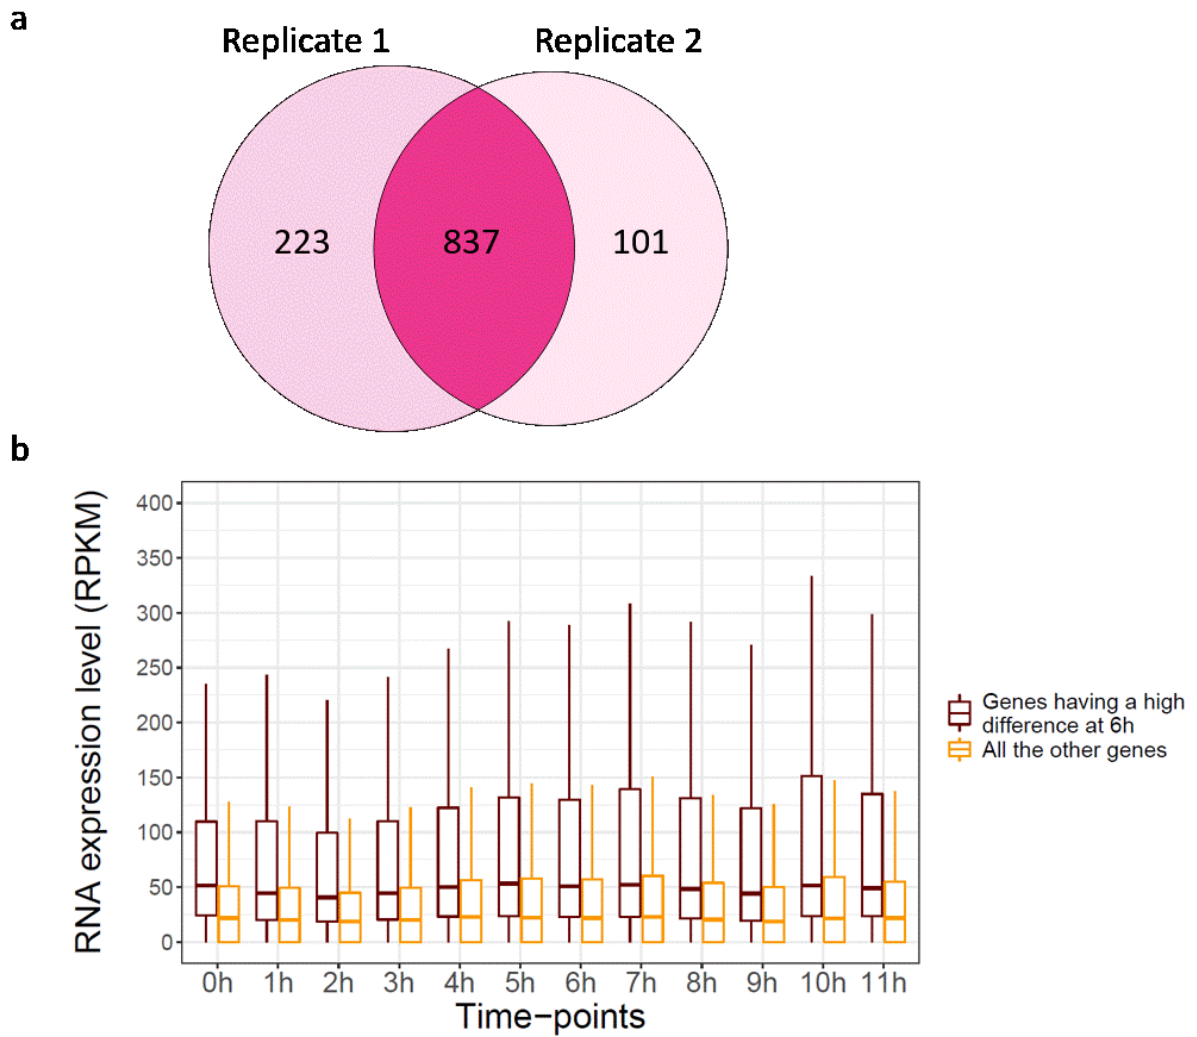 a
Replicate 1 Replicate 2
223 837 101
b
RNA expression level (RPKM)
400
350
300
250
200
150
100
50
0
0h 1h 2h 3h 4h 5h 6h 7h 8h 9h 10h 11h
Time−points
Genes having a high
difference at 6h
All the other genes